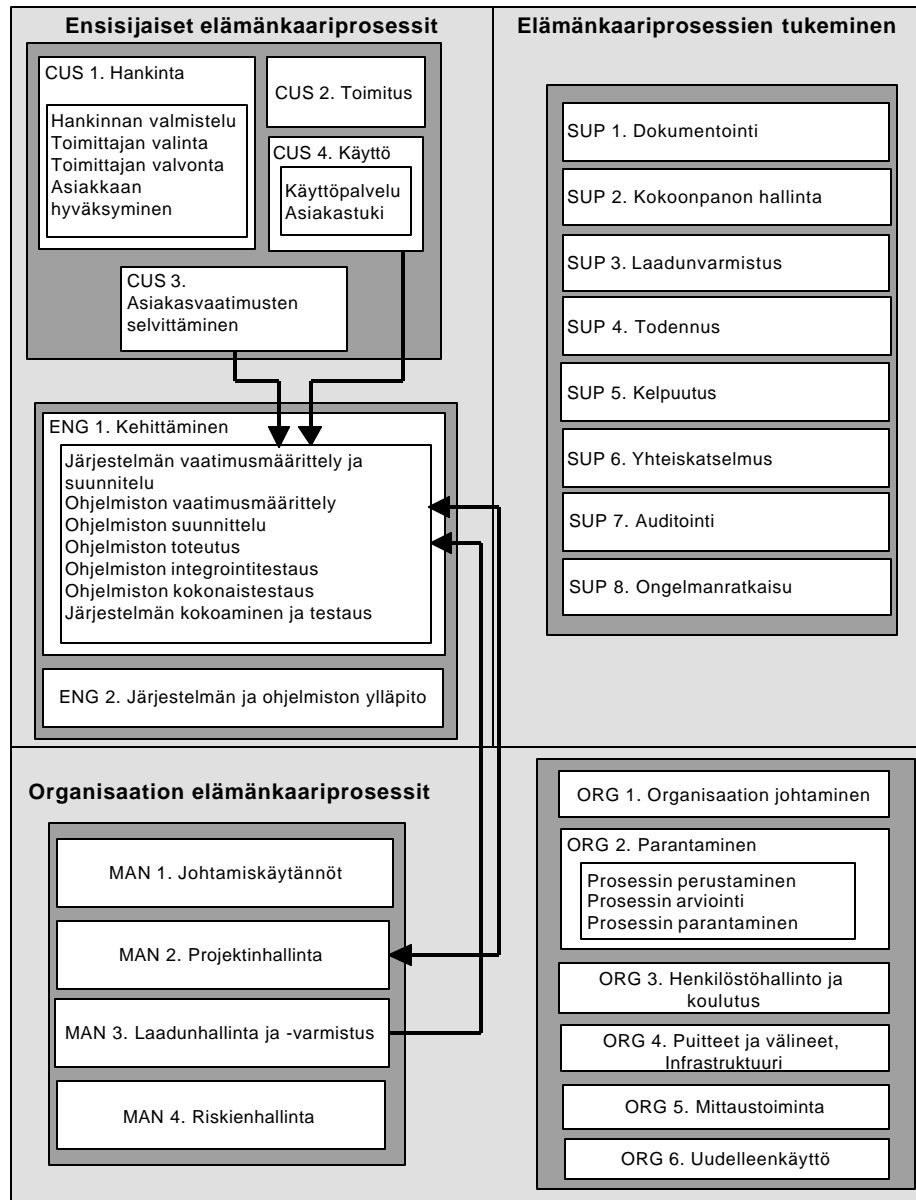 Ensisijaiset elämänkaariprosessit
CUS 1. Hankinta
Hankinnan valmistelu
Toimittajan valinta
Toimittajan valvonta
Asiakkaan
hyväksyminen
CUS 2. Toimitus
CUS 4. Käyttö
Käyttöpalvelu
Asiakastuki
CUS 3.
Asiakasvaatimusten
selvittäminen
ENG 1. Kehittäminen
Järjestelmän vaatimusmäärittely ja
suunnitelu
Ohjelmiston vaatimusmäärittely
Ohjelmiston suunnittelu
Ohjelmiston toteutus
Ohjelmiston integrointitestaus
Ohjelmiston kokonaistestaus
Järjestelmän kokoaminen ja testaus
ENG 2. Järjestelmän ja ohjelmiston ylläpito
Elämänkaariprosessien tukeminen
SUP 1. Dokumentointi
SUP 2. Kokoonpanon hallinta
SUP 3. Laadunvarmistus
SUP 4. Todennus
SUP 5. Kelpuutus
SUP 6. Yhteiskatselmus
SUP 7. Auditointi
SUP 8. Ongelmanratkaisu
Organisaation elämänkaariprosessit
MAN 1. Johtamiskäytännöt
MAN 2. Projektinhallinta
MAN 3. Laadunhallinta ja -varmistus
MAN 4. Riskienhallinta
ORG 1. Organisaation johtaminen
ORG 2. Parantaminen
Prosessin perustaminen
Prosessin arviointi
Prosessin parantaminen
ORG 3. Henkilöstöhallinto ja
koulutus
ORG 4. Puitteet ja välineet,
Infrastruktuuri
ORG 5. Mittaustoiminta
ORG 6. Uudelleenkäyttö